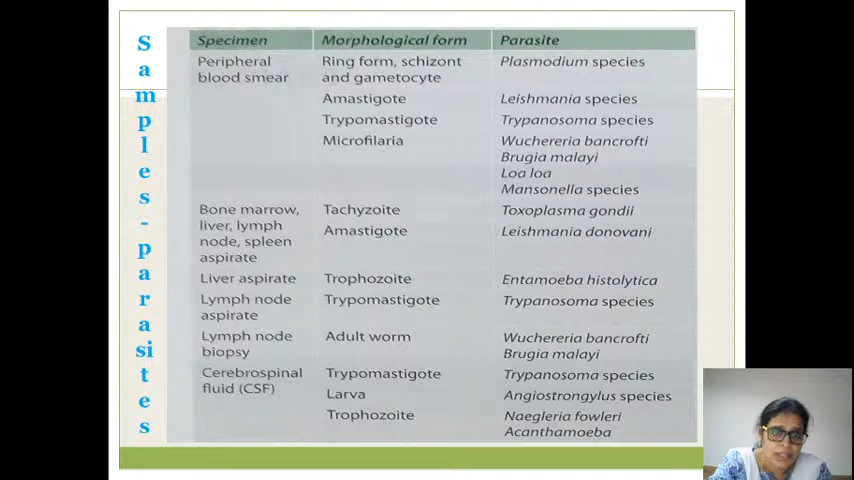 Samples-parasites
Specimen Morphological form Parasite
Peripheral Ring form, schizont Plasmodium species
blood smear and gametocyte
Amastigote Leishmania species
Trypomastigote Trypanosoma species
Microfilaria Wuchereria bancrofti
Brugia malayi
Loa loa
Mansonella species
Bone marrow, Tachyzoite Toxoplasma gondii
liver, lymph Amastigote Leishmania donovani
node, spleen
aspirate
Liver aspirate Trophozoite Entamoeba histolytica
Lymph node Trypomastigote Trypanosoma species
aspirate
Lymph node Adult worm Wuchereria bancrofti
biopsy Brugia malayi
Cerebrospinal Trypomastigote Trypanosoma species
fluid (CSF) Larva Angiostrongylus species
Trophozoite Naegleria fowleri
Acanthamoeba